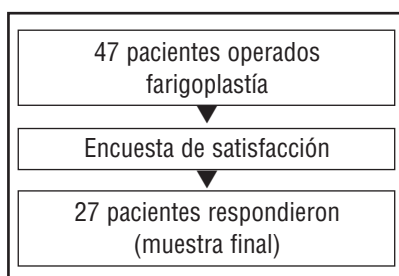 47 pacientes operados
farigoplastía
Encuesta de satisfacción
27 pacientes respondieron
(muestra final)